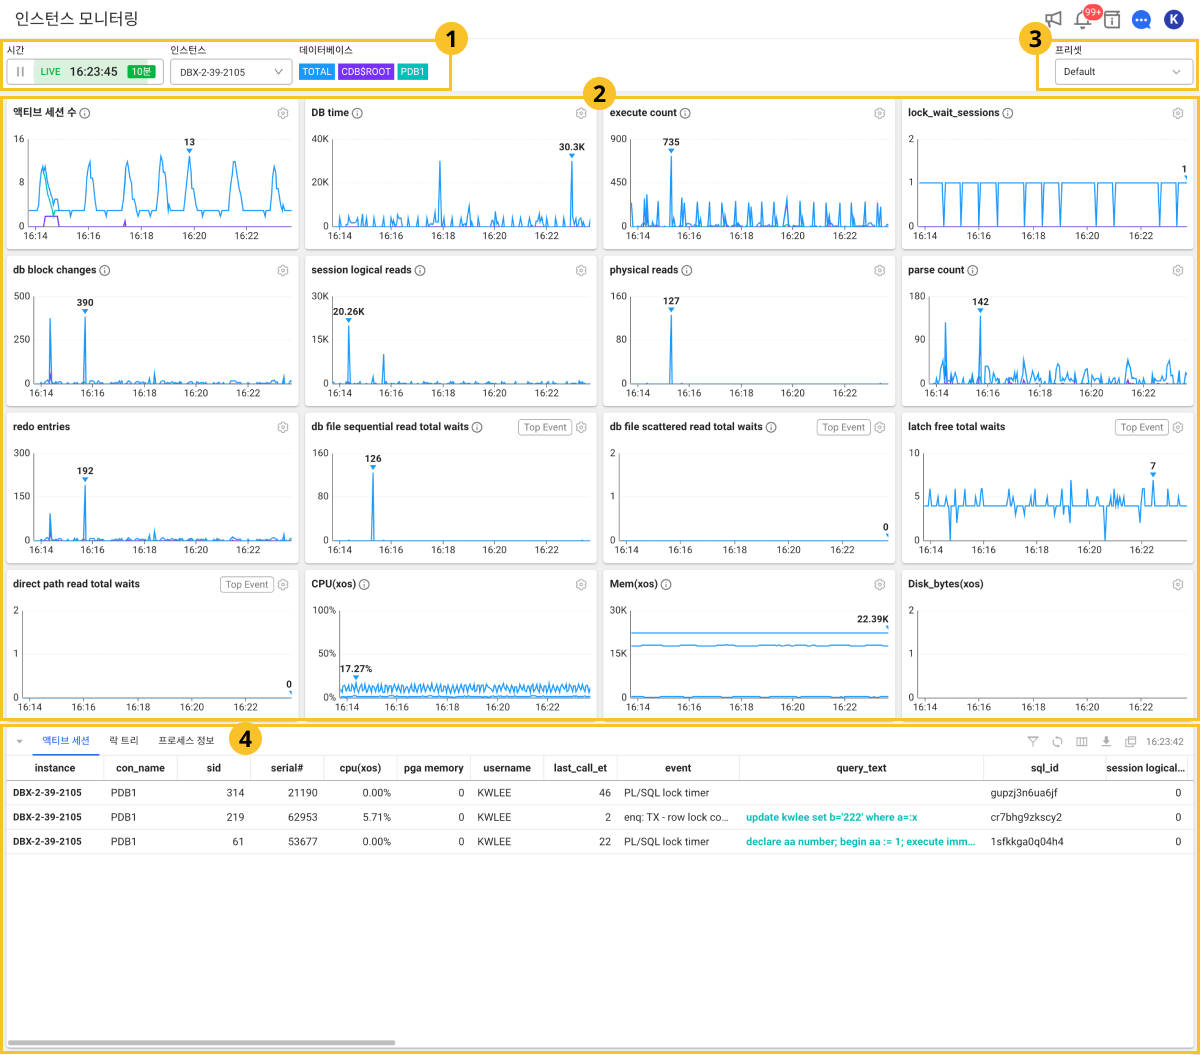 인스턴스 모니터링
99+
K
1
3
시간
인스턴스
데이터베이스
프리셋
LIVE 16:23:45 10분
DBX-2-39-2105
TOTAL CDB$ROOT PDB1
Default
2
액티브 세션 수
16
8
0
13
16:14 16:16 16:18 16:20 16:22
DB time
40K
20K
0
30.3K
16:14 16:16 16:18 16:20 16:22
execute count
900
450
0
735
16:14 16:16 16:18 16:20 16:22
lock_wait_sessions
2
1
0
1
16:14 16:16 16:18 16:20 16:22
db block changes
500
250
0
390
16:14 16:16 16:18 16:20 16:22
session logical reads
30K
15K
0
20.26K
16:14 16:16 16:18 16:20 16:22
physical reads
160
80
0
127
16:14 16:16 16:18 16:20 16:22
parse count
180
90
0
142
16:14 16:16 16:18 16:20 16:22
redo entries
300
150
0
192
16:14 16:16 16:18 16:20 16:22
db file sequential read total waits Top Event
160
80
0
126
16:14 16:16 16:18 16:20 16:22
db file scattered read total waits Top Event
2
1
0
0
16:14 16:16 16:18 16:20 16:22
latch free total waits Top Event
10
5
0
7
16:14 16:16 16:18 16:20 16:22
direct path read total waits Top Event
2
1
0
0
16:14 16:16 16:18 16:20 16:22
CPU(xos)
100%
50%
0%
17.27%
16:14 16:16 16:18 16:20 16:22
Mem(xos)
30K
15K
0
22.39K
16:14 16:16 16:18 16:20 16:22
Disk_bytes(xos)
2
1
0
16:14 16:16 16:18 16:20 16:22
액티브 세션 락 트리 프로세스 정보 4 16:23:42
instance con_name sid serial# cpu(xos) pga memory username last_call_et event query_text sql_id session logical...
DBX-2-39-2105 PDB1 314 21190 0.00% 0 KWLEE 46 PL/SQL lock timer gupzj3n6ua6jf 0
DBX-2-39-2105 PDB1 219 62953 5.71% 0 KWLEE 2 enq: TX - row lock co... update kwlee set b='222' where a=:x cr7bhg9zkscy2 0
DBX-2-39-2105 PDB1 61 53677 0.00% 0 KWLEE 22 PL/SQL lock timer declare aa number; begin aa := 1; execute imm... 1sfkkga0q04h4 0